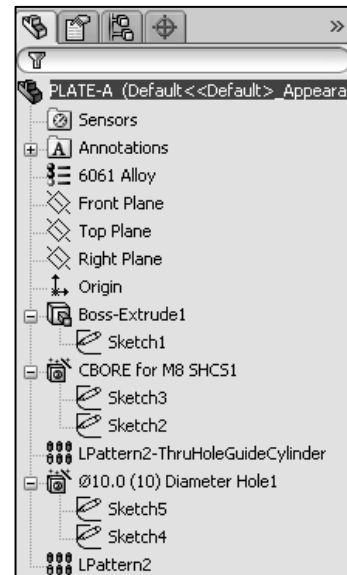 »
PLATE-A (Default<<Default>_Appeara
Sensors
A Annotations
6061 Alloy
Front Plane
Top Plane
Right Plane
Origin
Boss-Extrude1
Sketch1
CBORE for M8 SHCS1
Sketch3
Sketch2
LPattern2-ThruHoleGuideCylinder
Ø10.0 (10) Diameter Hole1
Sketch5
Sketch4
LPattern2